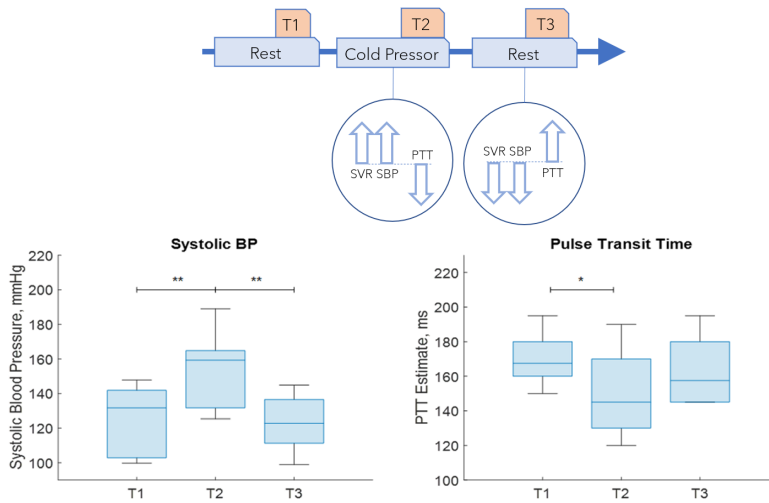 T1 T2 T3
Rest Cold Pressor Rest
PTT
SVR SBP
SVR SBP
PTT
Systolic BP
Systolic Blood Pressure, mmHg
220
200
180
160
140
120
100
** **
T1 T2 T3
Pulse Transit Time
PTT Estimate, ms
220
200
180
160
140
120
100
*
T1 T2 T3